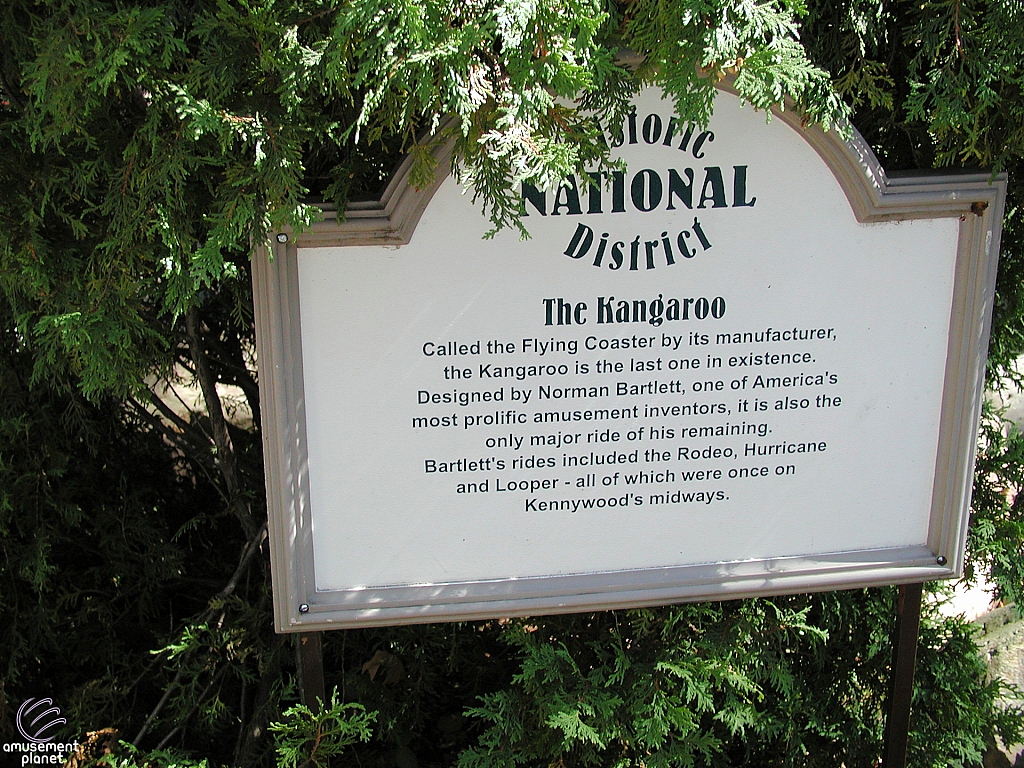 Historic
NATIONAL
District
The Kangaroo
Called the Flying Coaster by its manufacturer,
the Kangaroo is the last one in existence.
Designed by Norman Bartlett, one of America's
most prolific amusement inventors, it is also the
only major ride of his remaining.
Bartlett's rides included the Rodeo, Hurricane
and Looper - all of which were once on
Kennywood's midways.
amusement
planet